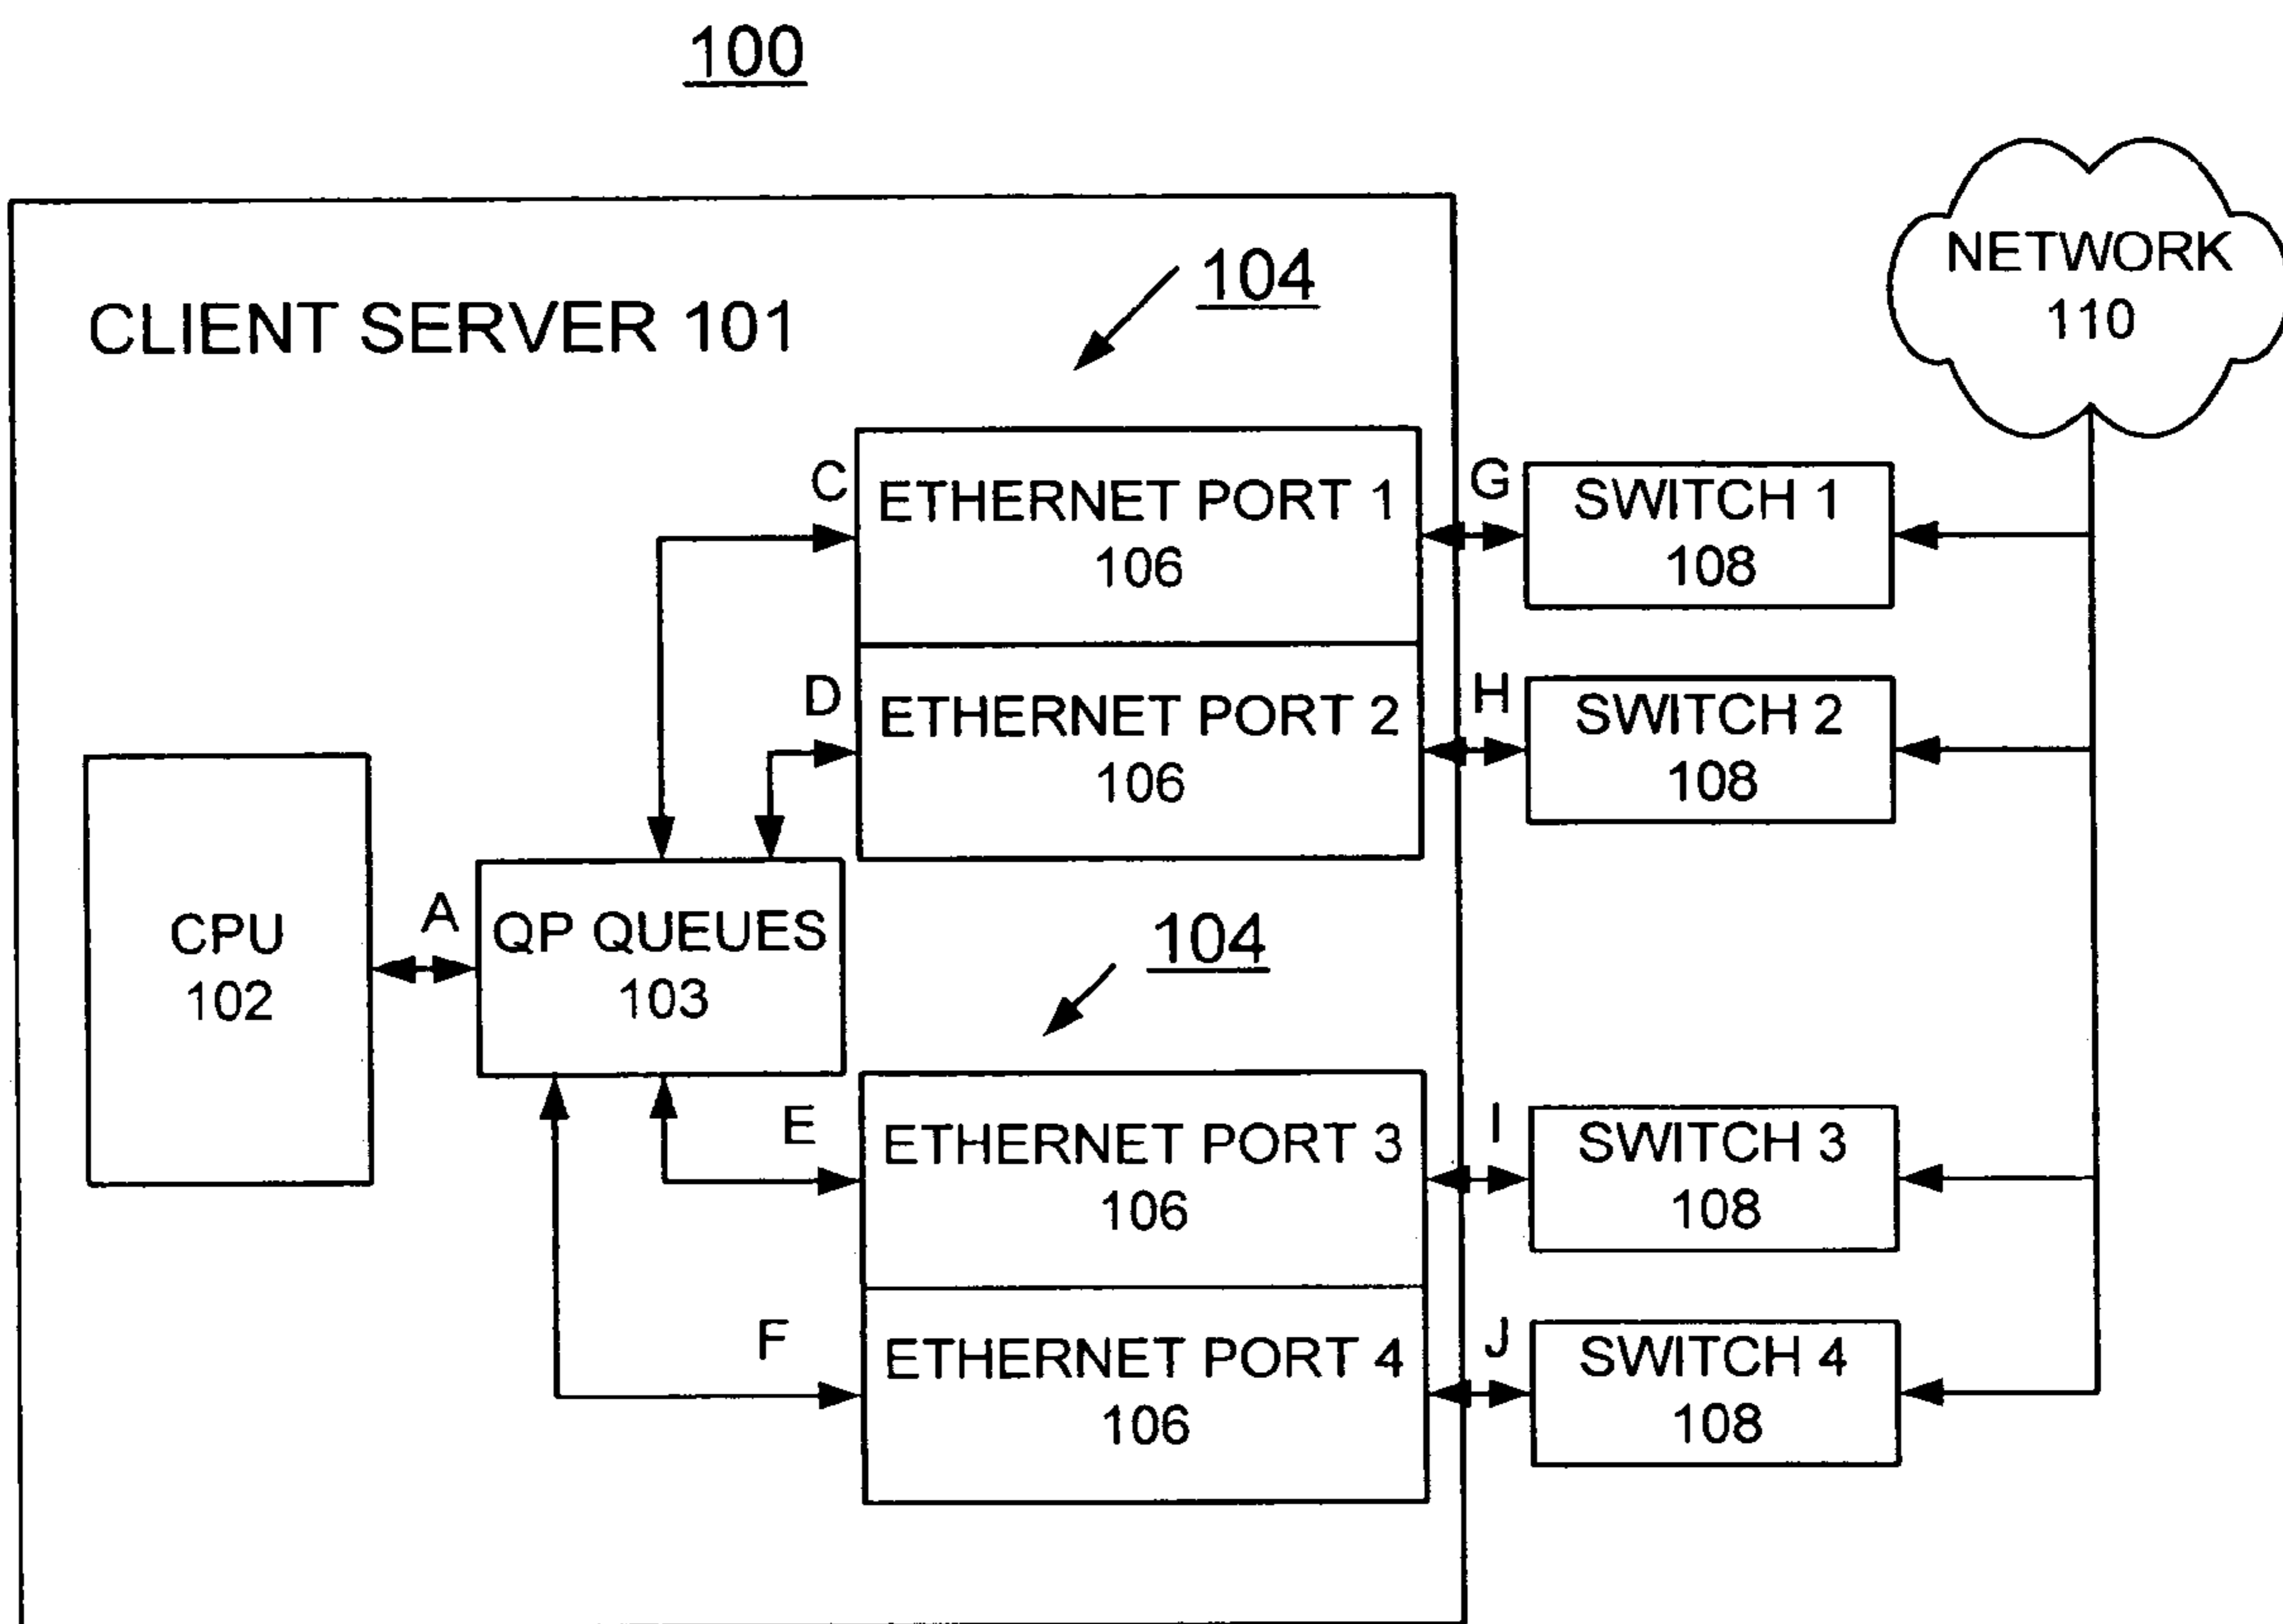 100
NETWORK
110
CLIENT SERVER 101
104
C
ETHERNET PORT 1
106
G
SWITCH 1
108
D
ETHERNET PORT 2
106
H
SWITCH 2
108
CPU
102
A
QP QUEUES
103
104
E
ETHERNET PORT 3
106
I
SWITCH 3
108
F
ETHERNET PORT 4
106
J
SWITCH 4
108